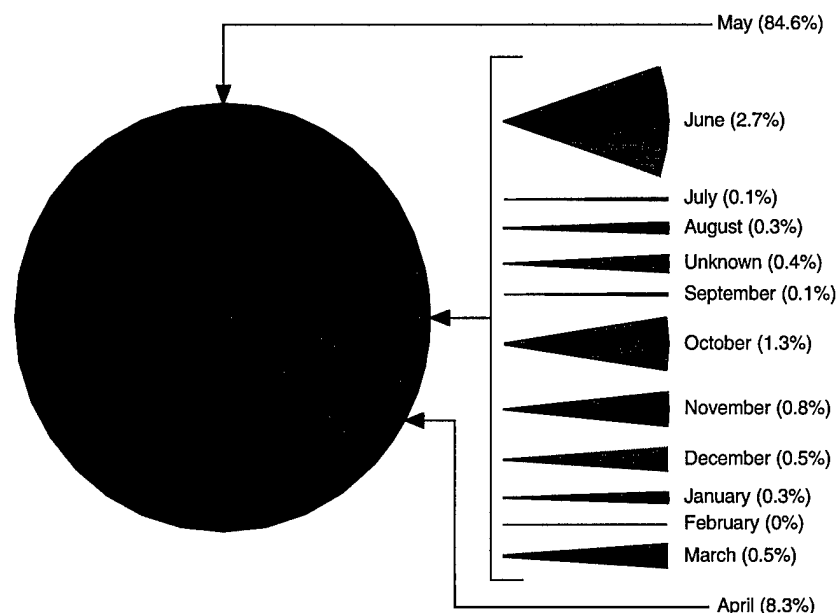 May (84.6%)
June (2.7%)
July (0.1%)
August (0.3%)
Unknown (0.4%)
September (0.1%)
October (1.3%)
November (0.8%)
December (0.5%)
January (0.3%)
February (0%)
March (0.5%)
April (8.3%)